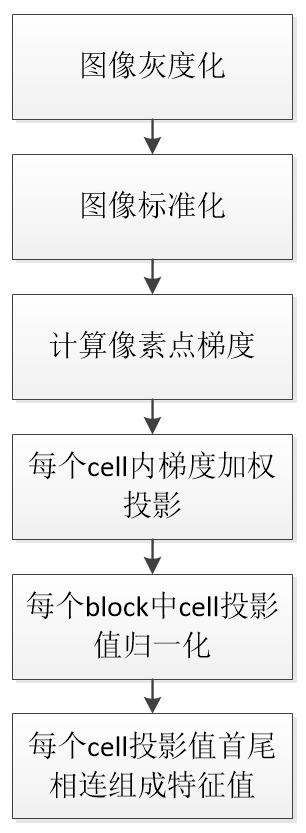 图像灰度化
图像标准化
计算像素点梯度
每个cell内梯度加权
投影
每个block中cell投影
值归一化
每个cell投影值首尾
相连组成特征值